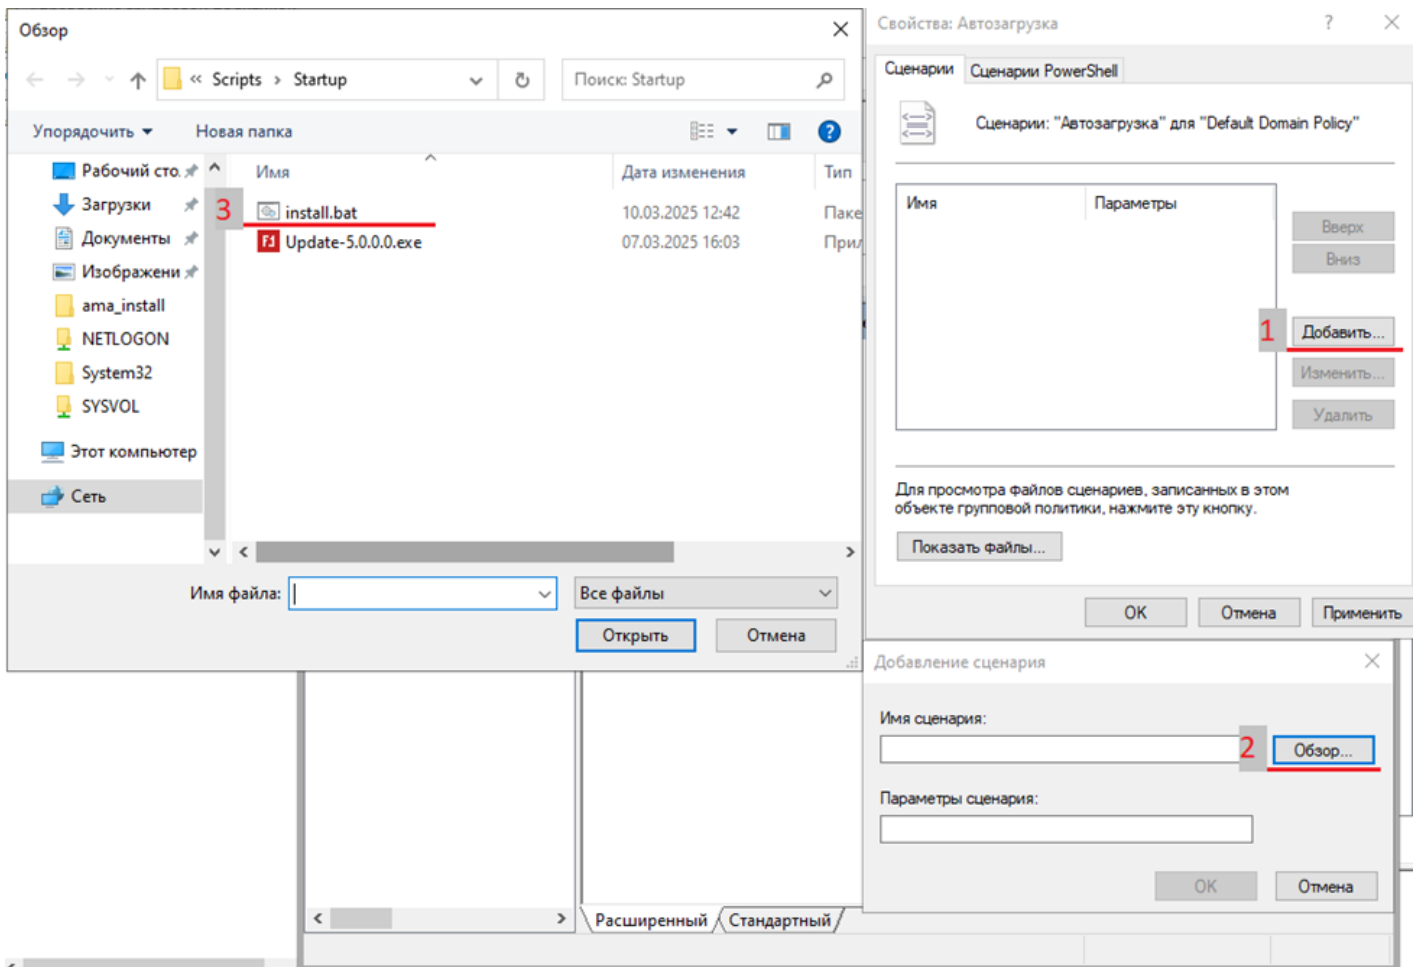 Обзор
« Scripts › Startup
Поиск: Startup
Упорядочить
Новая папка
Рабочий сто.
Загрузки
Документы
Изображени
ama_install
NETLOGON
System32
SYSVOL
Этот компьютер
Сеть
Имя
Дата изменения
Тип
3
install.bat
10.03.2025 12:42
Паке
Update-5.0.0.0.exe
07.03.2025 16:03
При
Имя файла:
Все файлы
Открыть
Отмена
Свойства: Автозагрузка
Сценарии
Сценарии PowerShell
Сценарии: "Автозагрузка" для "Default Domain Policy"
Имя
Параметры
Вверх
Вниз
1
Добавить...
Изменить...
Удалить
Для просмотра файлов сценариев, записанных в этом
объекте групповой политики, нажмите эту кнопку.
Показать файлы...
OK
Отмена
Применить
Добавление сценария
Имя сценария:
2
Обзор...
Параметры сценария:
OK
Отмена
Расширенный
Стандартный